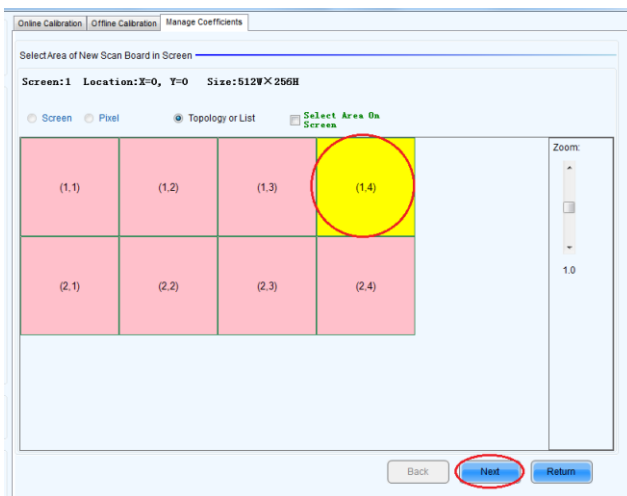 Online Calibration Offline Calibration Manage Coefficients
Select Area of New Scan Board in Screen
Screen:1 Location:X=0, Y=0 Size:512W×256H
Screen Pixel Topology or List Select Area On
Screen
Zoom:
(1,1) (1,2) (1,3) (1,4)
1.0
(2,1) (2,2) (2,3) (2,4)
Back Next Return